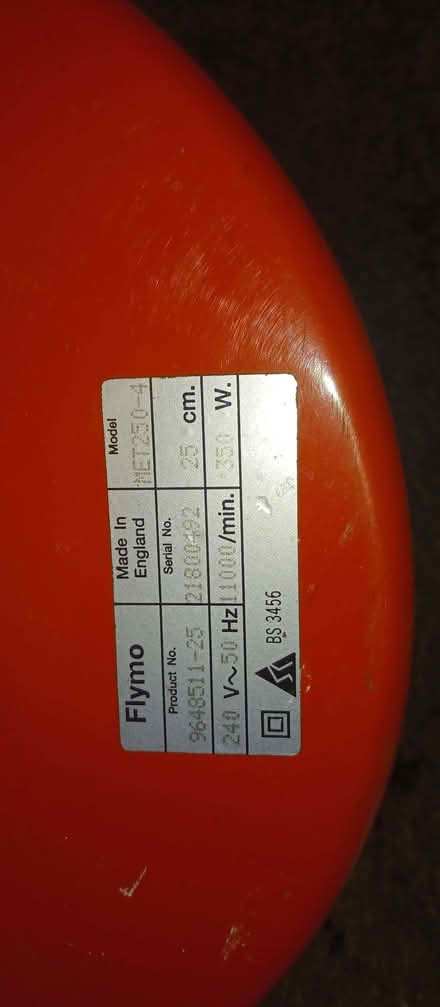 Flymo Made In England Model MET250-4
Product No. 9648511-25 Serial No. 21800492 25 cm.
240 V~50 Hz 11000/min. 350 W.
BS 3456